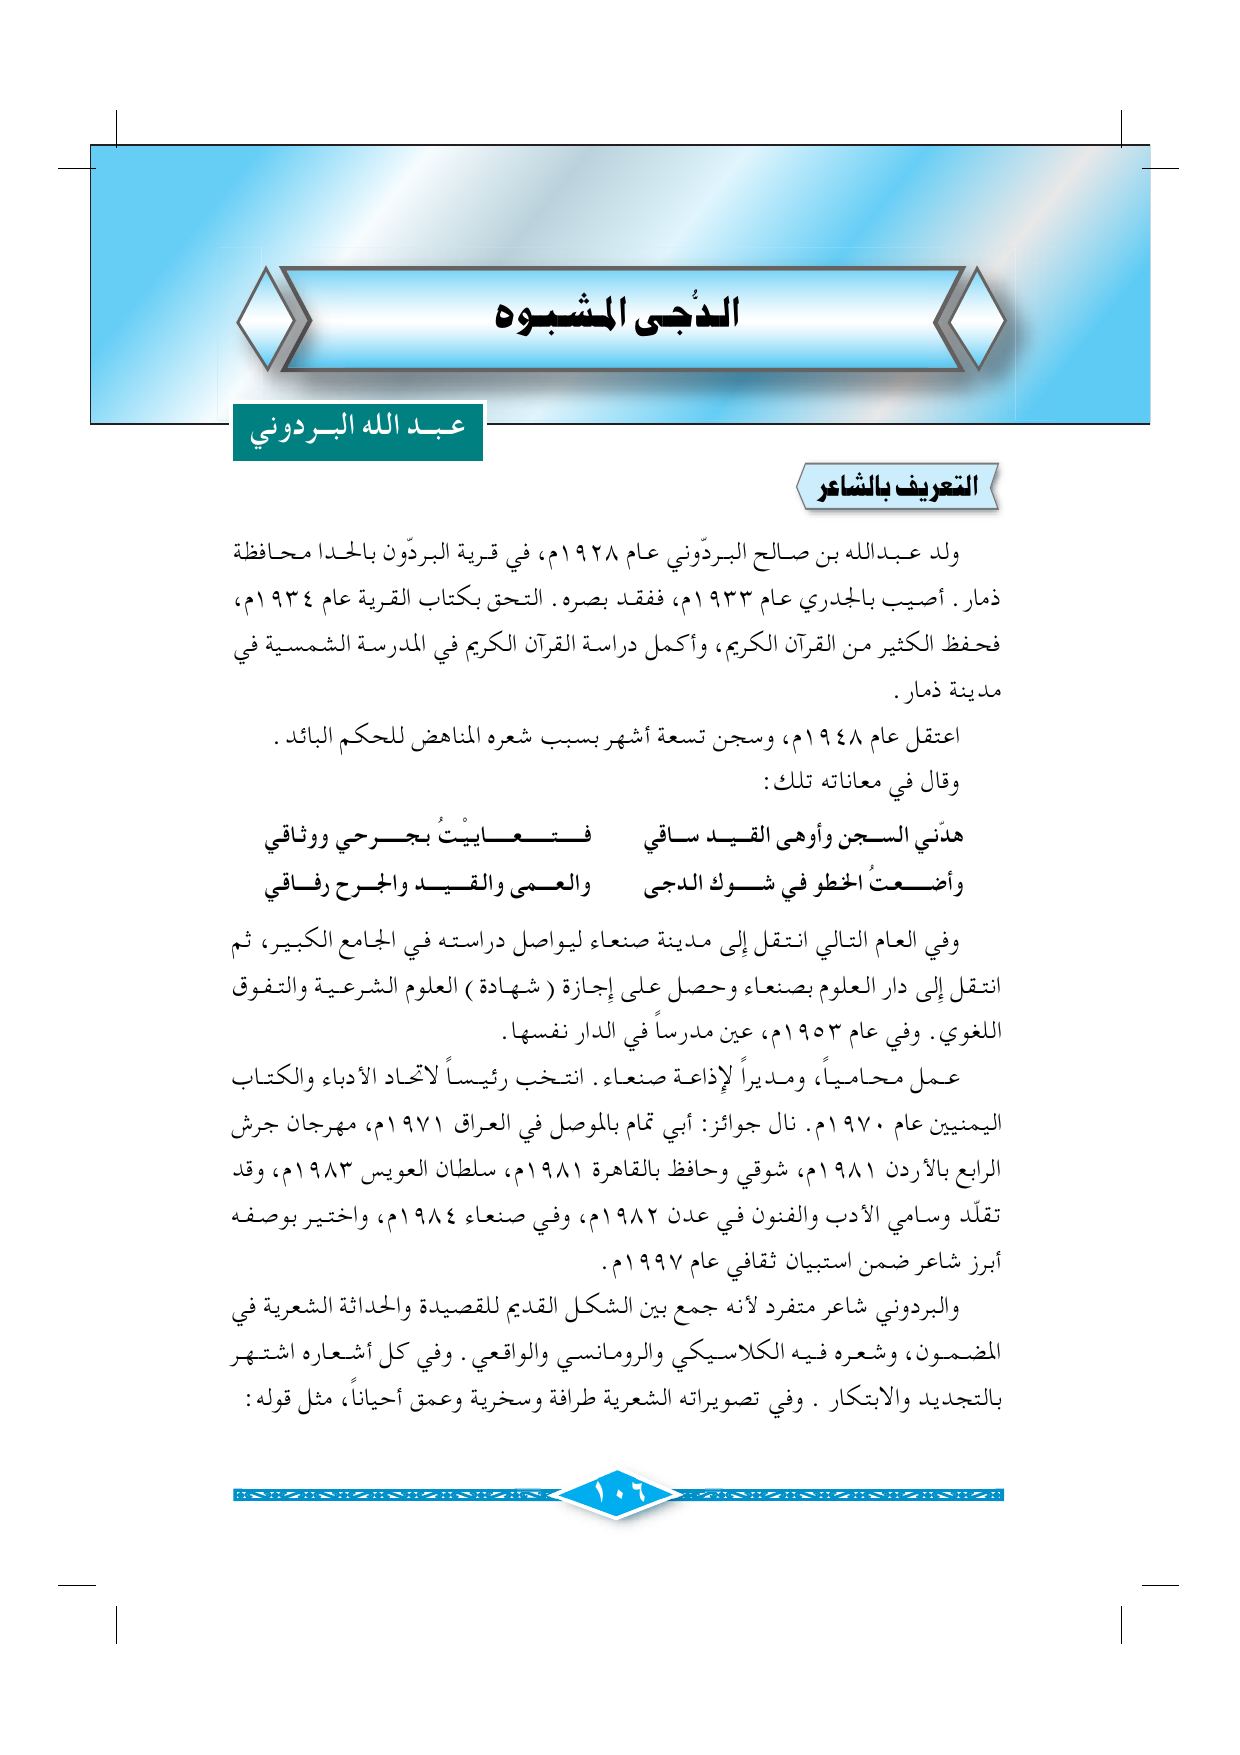 الدُّجى المشبوه
عبد الله البردوني
التعريف بالشاعر
ولد عبدالله بن صالح البردّوني عام ١٩٢٨م، في قرية البردّون بالحدا محافظة
ذمار. أصيب بالجدري عام ١٩٣٣م، ففقد بصره. التحق بكتاب القرية عام ١٩٣٤م،
فحفظ الكثير من القرآن الكريم، وأكمل دراسة القرآن الكريم في المدرسة الشمسية في
مدينة ذمار.
اعتقل عام ١٩٤٨م، وسجن تسعة أشهر بسبب شعره المناهض للحكم البائد.
وقال في معاناته تلك:
هدّني السجن وأوهى القيد ساقي فتعاييْتُ بجرحي ووثاقي
وأضعتُ الخطو في شوك الدجى والعمى والقيد والجرح رفاقي
وفي العام التالي انتقل إلى مدينة صنعاء ليواصل دراسته في الجامع الكبير، ثم
انتقل إلى دار العلوم بصنعاء وحصل على إجازة (شهادة) العلوم الشرعية والتفوق
اللغوي. وفي عام ١٩٥٣م، عين مدرساً في الدار نفسها.
عمل محامياً، ومديراً لإذاعة صنعاء. انتخب رئيساً لاتحاد الأدباء والكتاب
اليمنيين عام ١٩٧٠م. نال جوائز: أبي تمام بالموصل في العراق ١٩٧١م، مهرجان جرش
الرابع بالأردن ١٩٨١م، شوقي وحافظ بالقاهرة ١٩٨١م، سلطان العويس ١٩٨٣م، وقد
تقلّد وسامي الأدب والفنون في عدن ١٩٨٢م، وفي صنعاء ١٩٨٤م، واختير بوصفه
أبرز شاعر ضمن استبيان ثقافي عام ١٩٩٧م.
والبردوني شاعر متفرد لأنه جمع بين الشكل القديم للقصيدة والحداثة الشعرية في
المضمون، وشعره فيه الكلاسيكي والرومانسي والواقعي. وفي كل أشعاره اشتهر
بالتجديد والابتكار . وفي تصويراته الشعرية طرافة وسخرية وعمق أحياناً، مثل قوله:
١٠٦